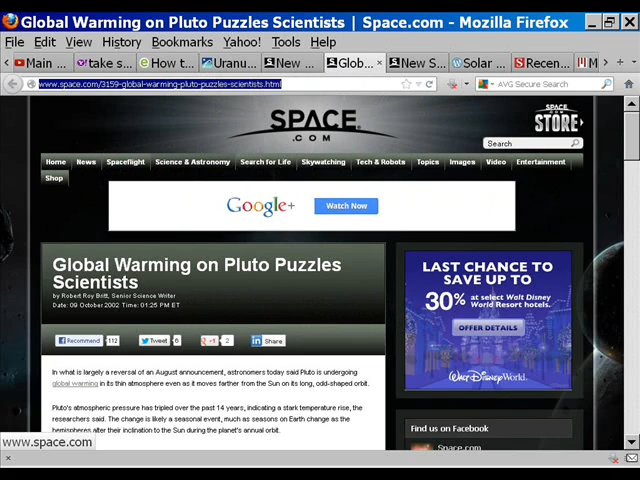 Global Warming on Pluto Puzzles Scientists | Space.com - Mozilla Firefox
File Edit View History Bookmarks Yahoo! Tools Help
Main ... take s... How t... Uranu... New ... Glob... New S... Solar ... Recen... M
www.space.com/3159-global-warming-pluto-puzzles-scientists.html
AVG Secure Search
SPACE
.COM
SPACE
.COM
STORE
Search
Home News Spaceflight Science & Astronomy Search for Life Skywatching Tech & Robots Topics Images Video Entertainment
Shop
Google+ Watch Now
Global Warming on Pluto Puzzles
Scientists
by Robert Roy Britt, Senior Science Writer
Date: 09 October 2002 Time: 01:25 PM ET
Recommend 112 Tweet 6 +1 2 in Share
In what is largely a reversal of an August announcement, astronomers today said Pluto is undergoing
global warming in its thin atmosphere even as it moves farther from the Sun on its long, odd-shaped orbit.
Pluto's atmospheric pressure has tripled over the past 14 years, indicating a stark temperature rise, the
researchers said. The change is likely a seasonal event, much as seasons on Earth change as the
hemispheres alter their inclination to the Sun during the planet's annual orbit.
LAST CHANCE TO
SAVE UP TO
30% at select Walt Disney
World Resort hotels.
OFFER DETAILS
Walt Disney World.
Find us on Facebook
Space.com
www.space.com